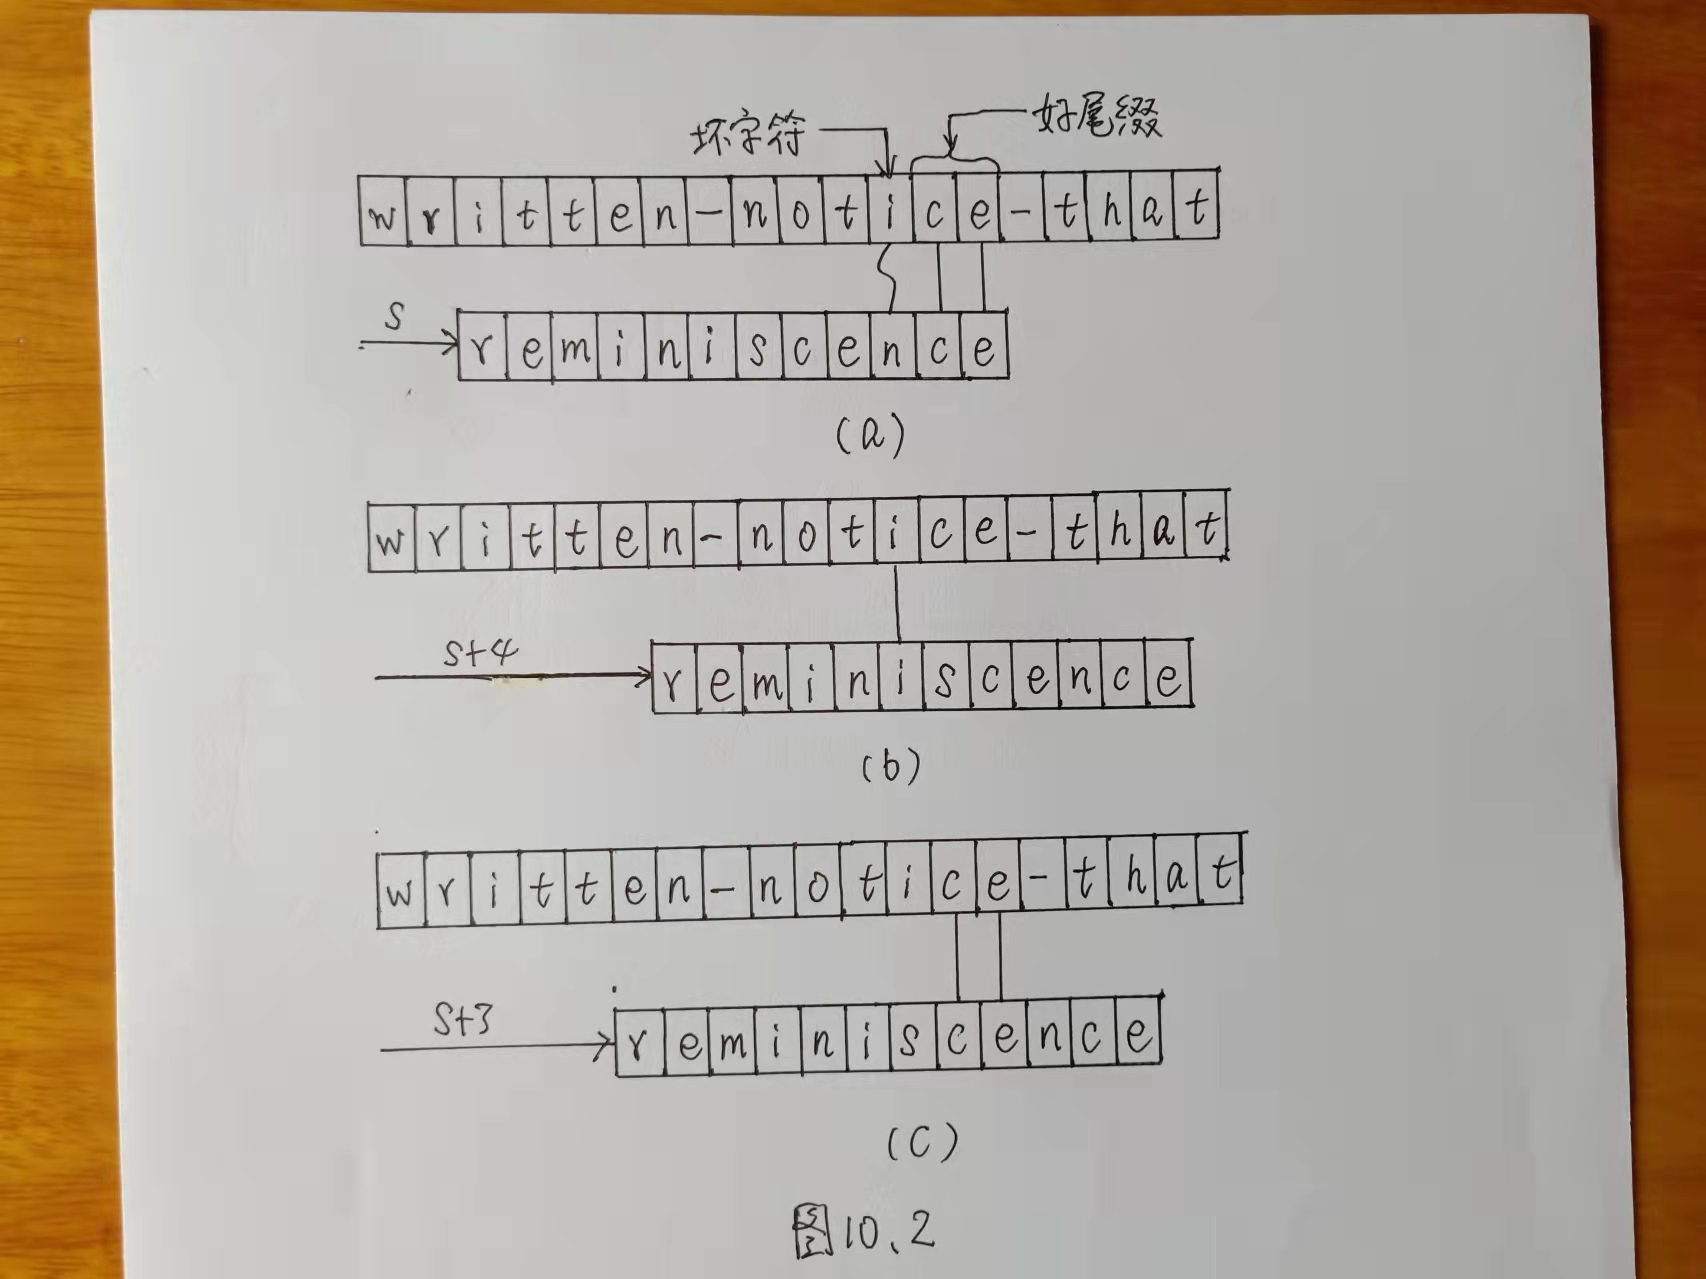 坏字符 好尾缀
written-notice-that
s
reminiscence
(a)
written-notice-that
s+4
reminiscence
(b)
written-notice-that
s+3
reminiscence
(c)
图10、2